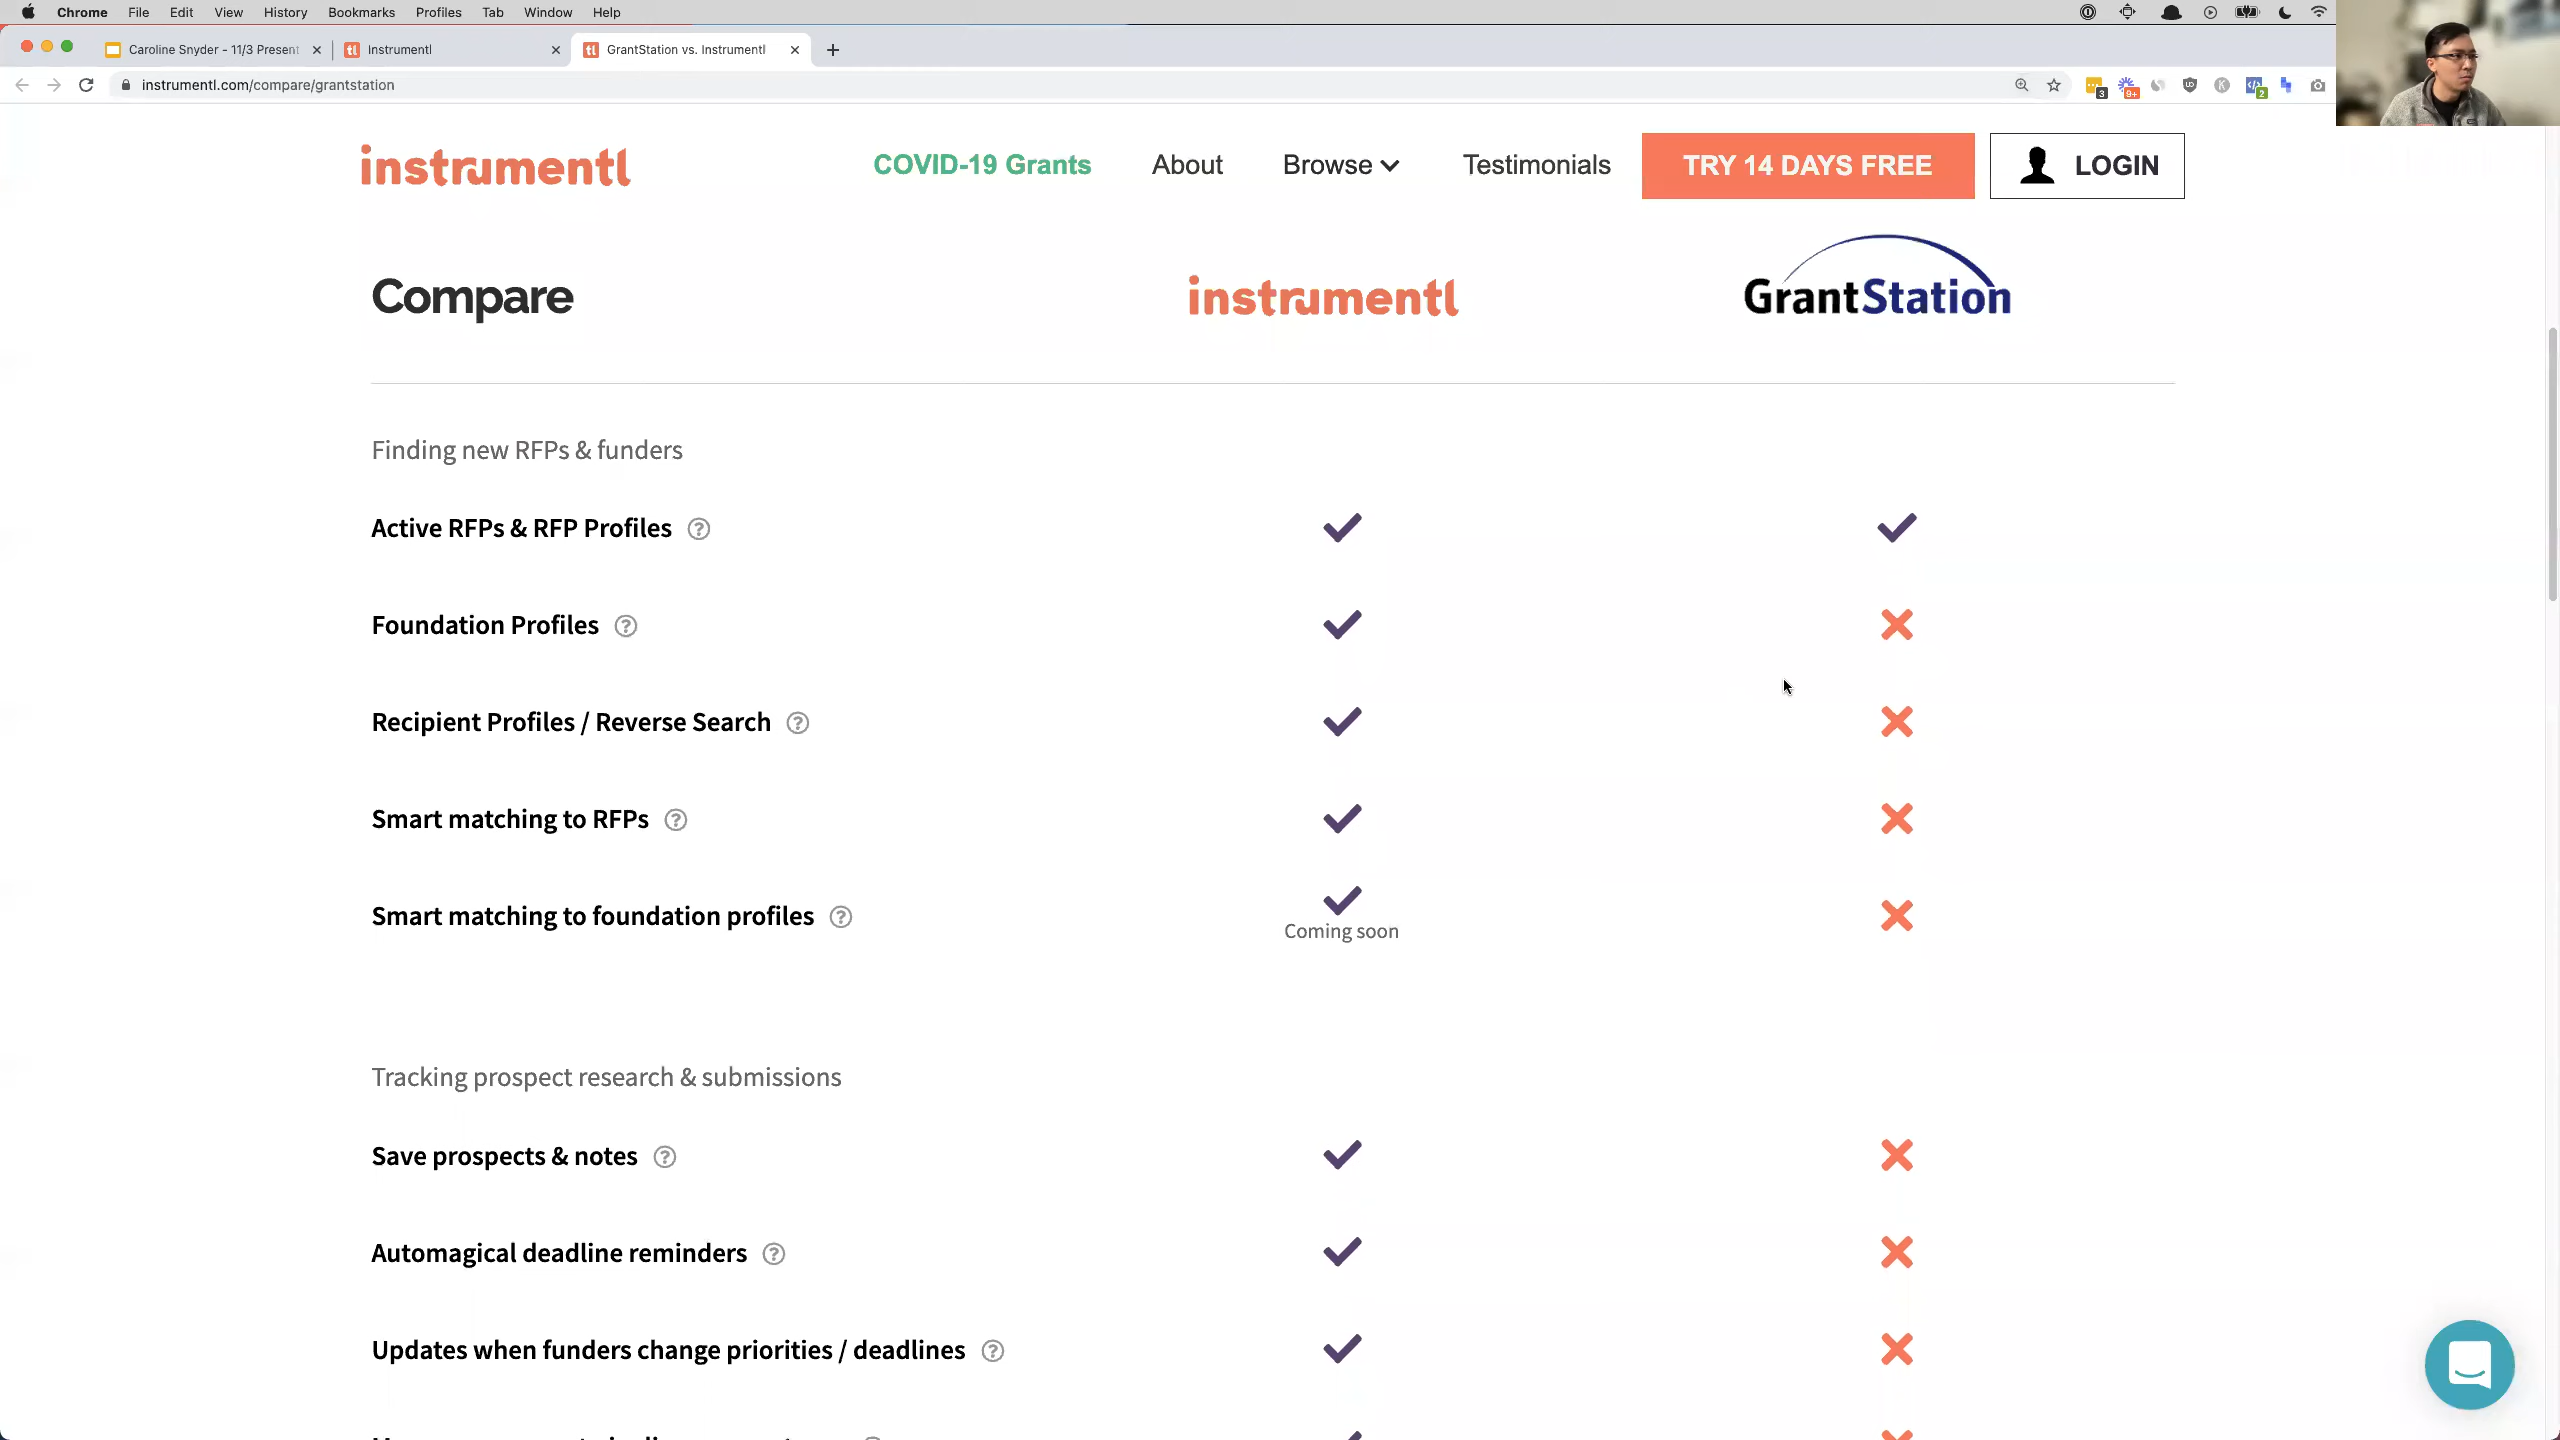 Chrome File Edit View History Bookmarks Profiles Tab Window Help
Caroline Snyder - 11/3 Present
Instrumentl
GrantStation vs. Instrumentl
instrumentl.com/compare/grantstation
3
9+
2
instrumentl
COVID-19 Grants
About
Browse
Testimonials
TRY 14 DAYS FREE
LOGIN
Compare
instrumentl
GrantStation
Finding new RFPs & funders
Active RFPs & RFP Profiles ?
Foundation Profiles ?
Recipient Profiles / Reverse Search ?
Smart matching to RFPs ?
Smart matching to foundation profiles ?
Coming soon
Tracking prospect research & submissions
Save prospects & notes ?
Automagical deadline reminders ?
Updates when funders change priorities / deadlines ?